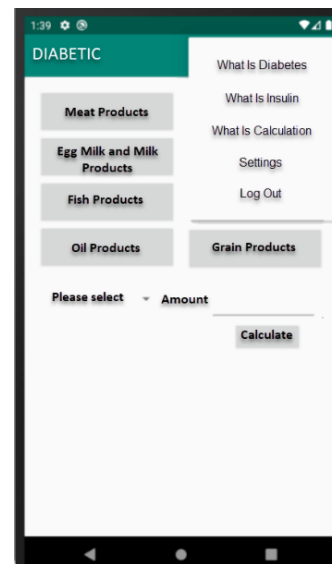 1:39
DIABETIC
What Is Diabetes
What Is Insulin
What Is Calculation
Settings
Log Out
Meat Products
Egg Milk and Milk
Products
Fish Products
Oil Products
Grain Products
Please select
Amount
Calculate